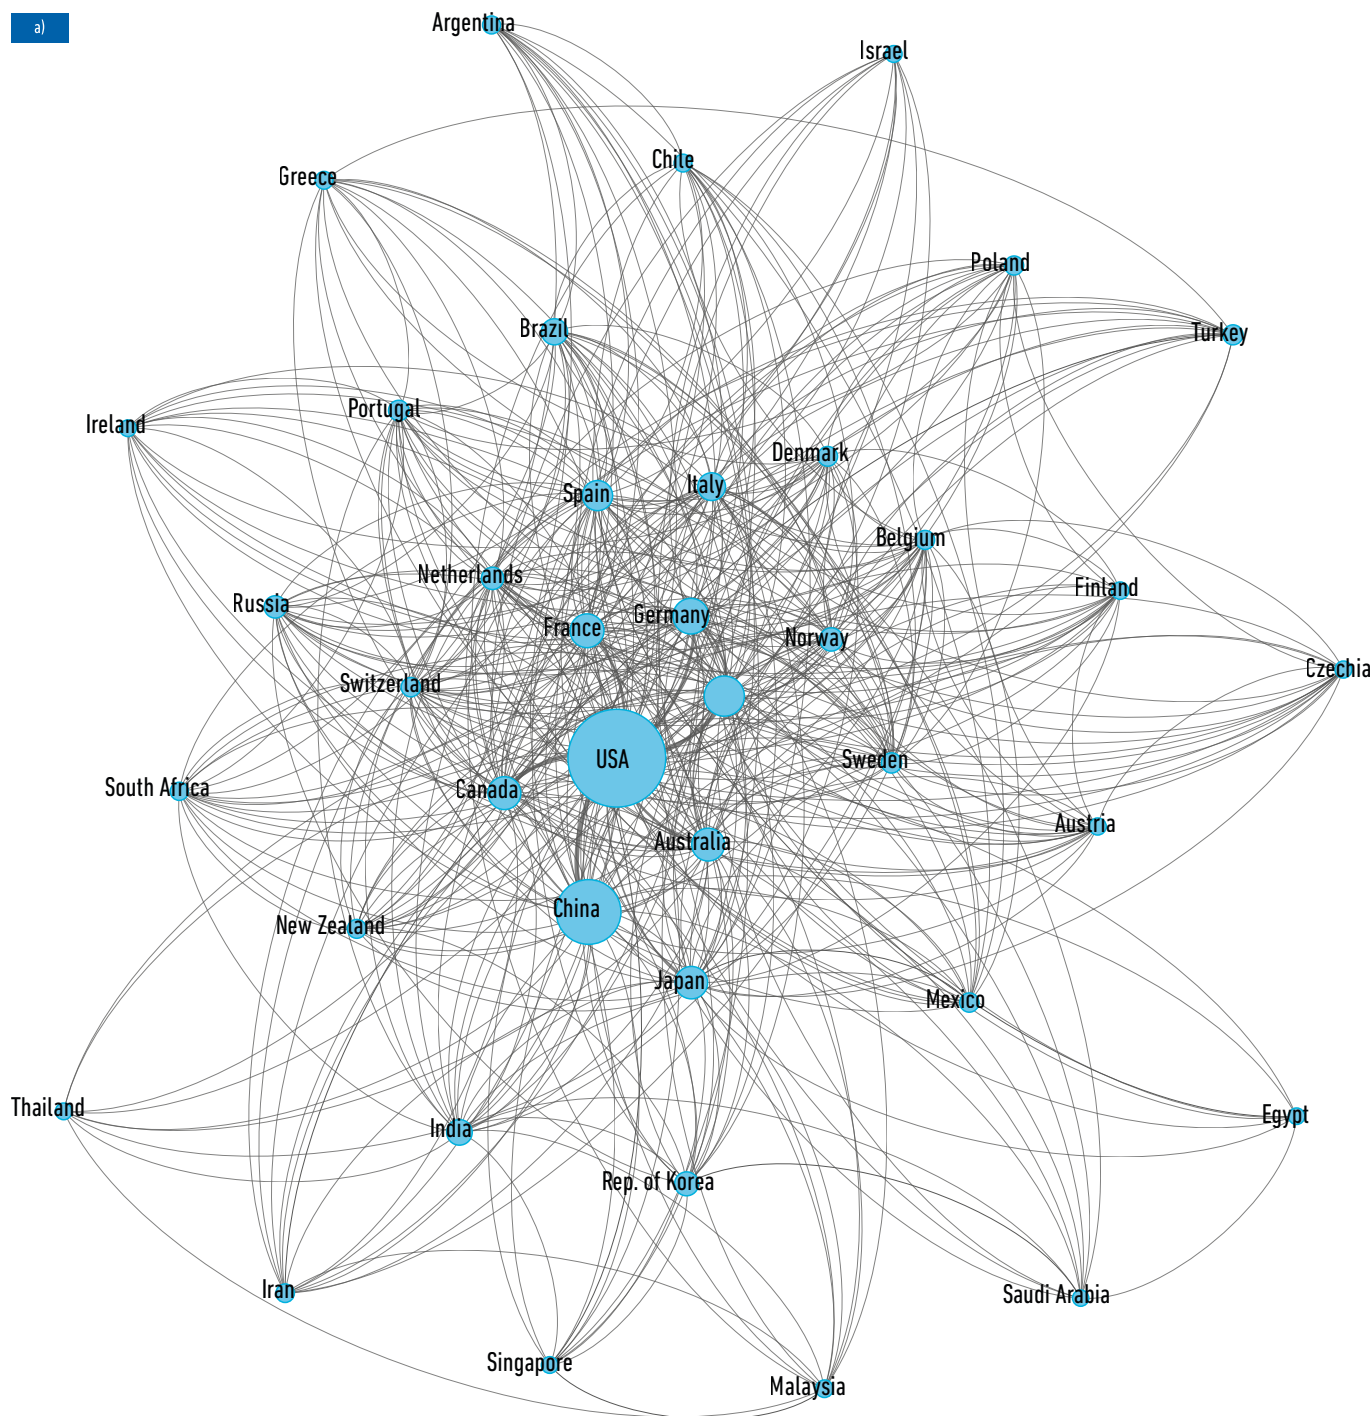 a)
Argentina
Israel
Chile
Greece
Poland
Brazil
Turkey
Portugal
Ireland
Denmark
Italy
Spain
Belgium
Netherlands
Finland
Russia
Germany
France
Norway
Czechia
Switzerland
USA
Sweden
South Africa
Canada
Austria
Australia
China
New Zealand
Japan
Mexico
Thailand
Egypt
India
Rep. of Korea
Iran
Saudi Arabia
Singapore
Malaysia